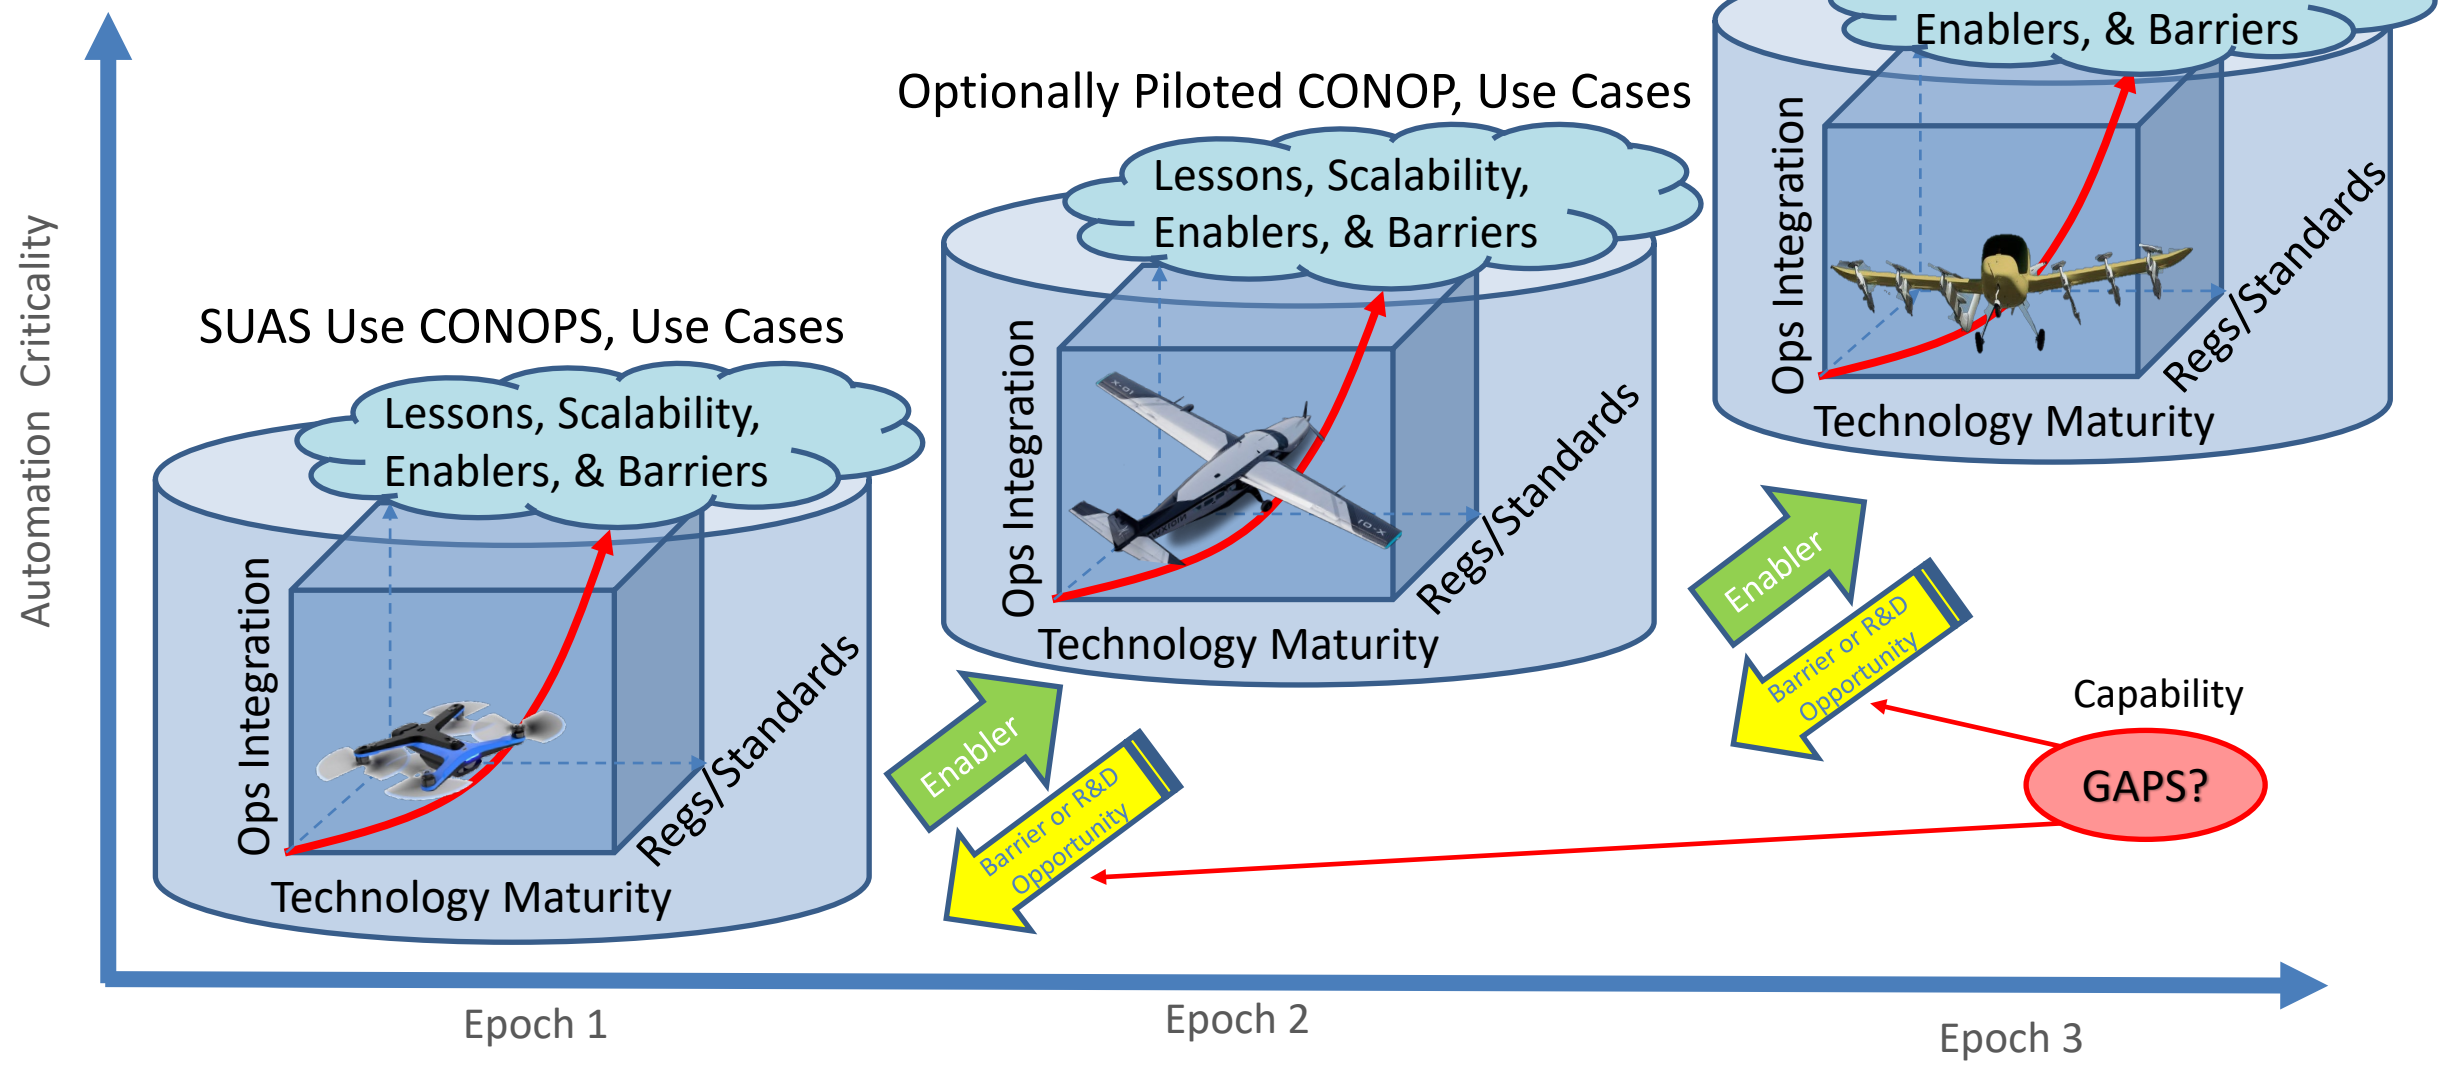 Automation Criticality
SUAS Use CONOPS, Use Cases
Lessons, Scalability,
Enablers, & Barriers
Ops Integration
Technology Maturity
Regs/Standards
Optionally Piloted CONOP, Use Cases
Lessons, Scalability,
Enablers, & Barriers
Ops Integration
Technology Maturity
Regs/Standards
Enablers, & Barriers
Ops Integration
Technology Maturity
Regs/Standards
Enabler
Barrier or R&D
Opportunity
Enabler
Barrier or R&D
Opportunity
Capability
GAPS?
Epoch 1
Epoch 2
Epoch 3